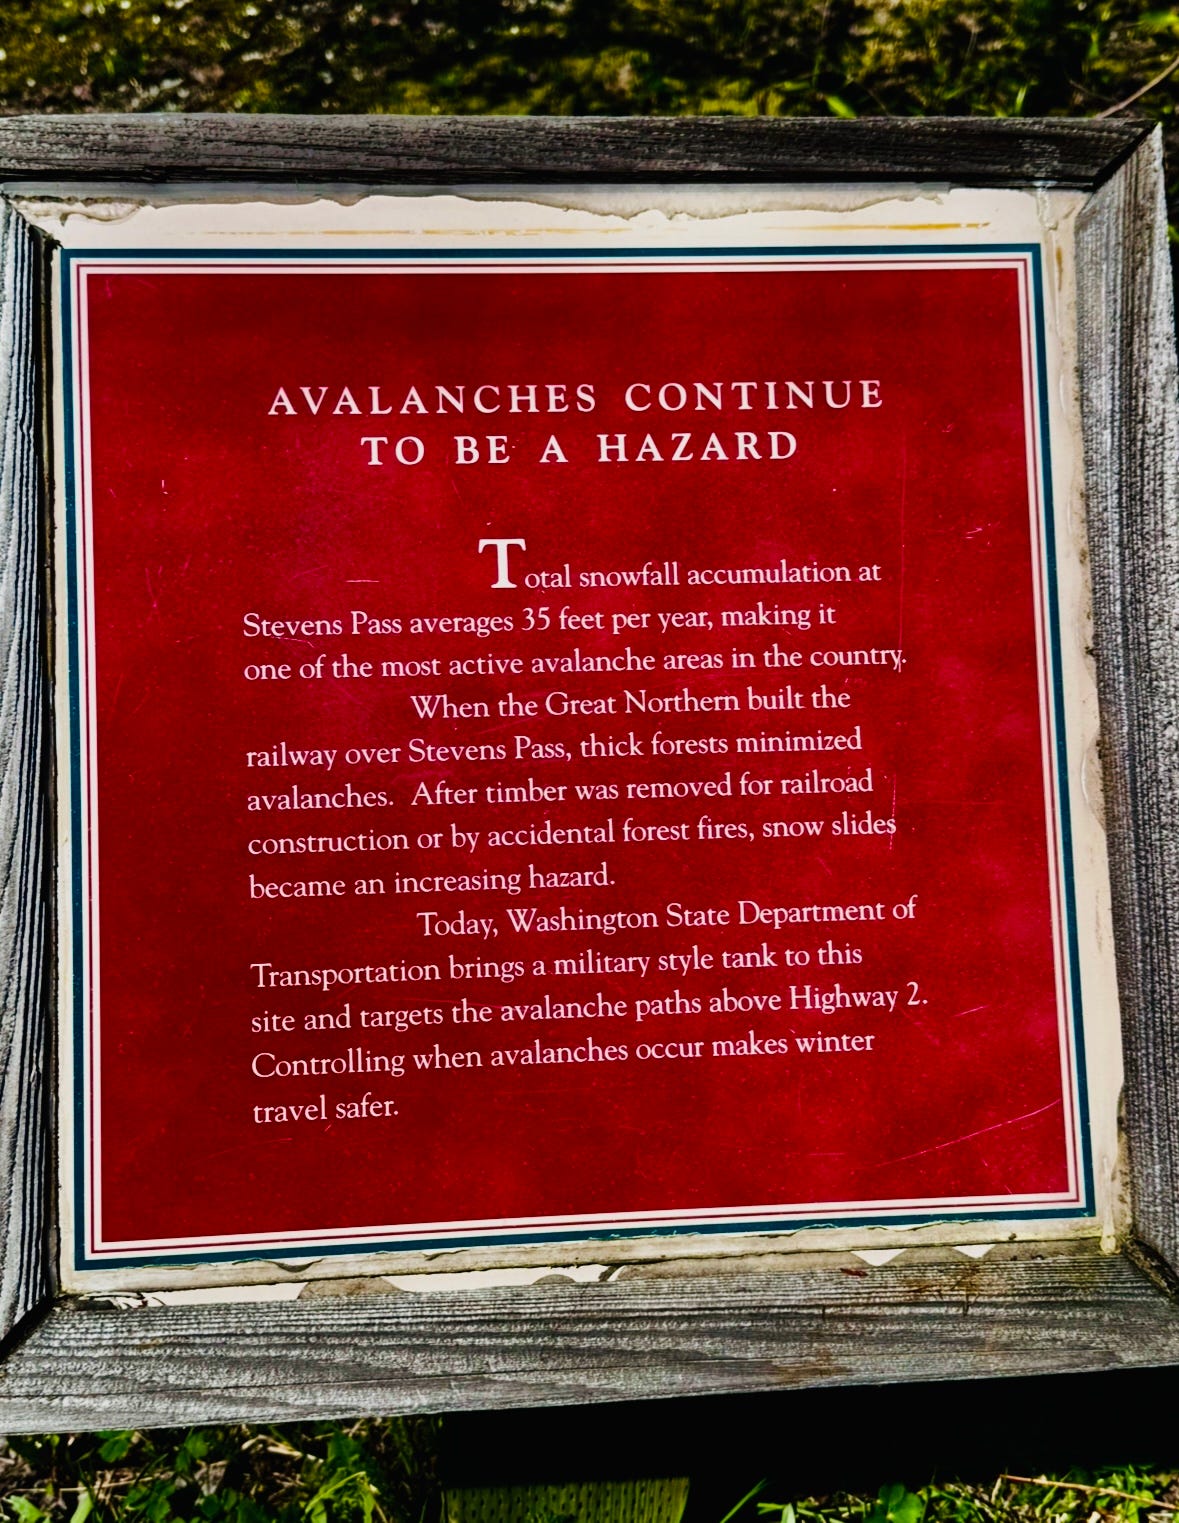 AVALANCHES CONTINUE
TO BE A HAZARD
Total snowfall accumulation at
Stevens Pass averages 35 feet per year, making it
one of the most active avalanche areas in the country.
When the Great Northern built the
railway over Stevens Pass, thick forests minimized
avalanches. After timber was removed for railroad
construction or by accidental forest fires, snow slides
became an increasing hazard.
Today, Washington State Department of
Transportation brings a military style tank to this
site and targets the avalanche paths above Highway 2.
Controlling when avalanches occur makes winter
travel safer.